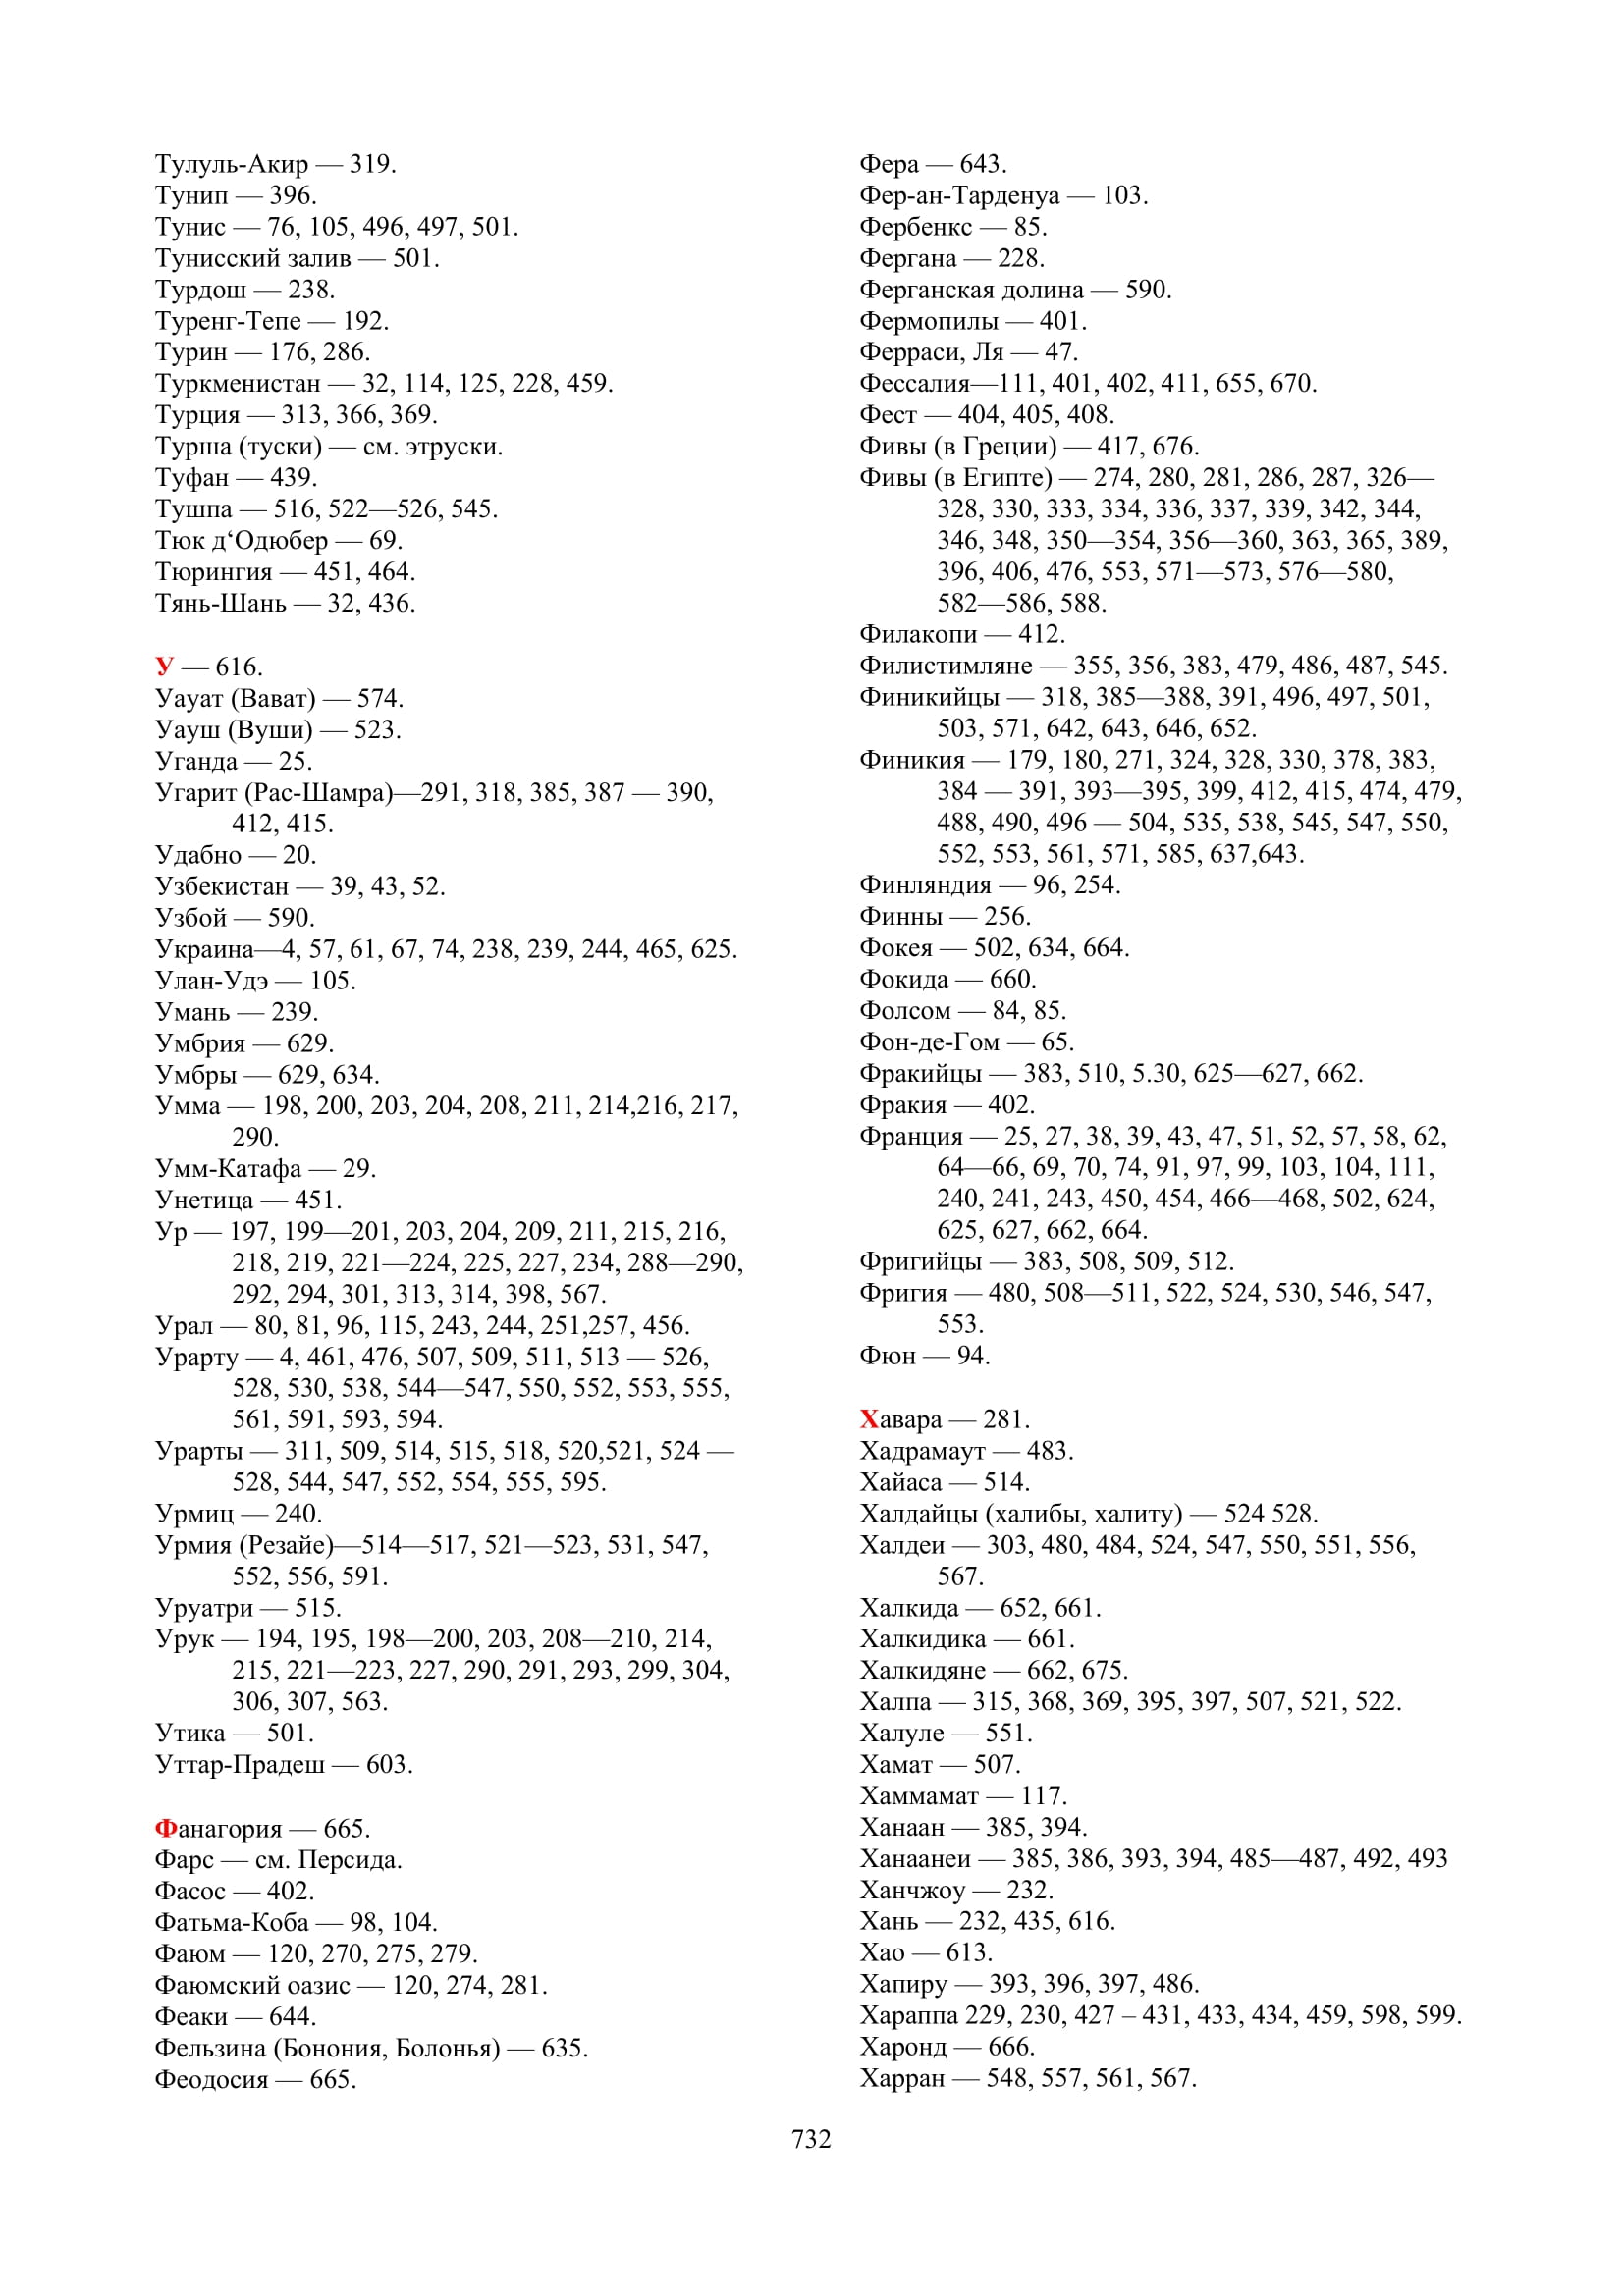 Тулуль-Акир — 319.
Тунип — 396.
Тунис — 76, 105, 496, 497, 501.
Тунисский залив — 501.
Турдош — 238.
Туренг-Тепе — 192.
Турин — 176, 286.
Туркменистан — 32, 114, 125, 228, 459.
Турция — 313, 366, 369.
Турша (туски) — см. этруски.
Туфан — 439.
Тушпа — 516, 522—526, 545.
Тюк д‘Одюбер — 69.
Тюрингия — 451, 464.
Тянь-Шань — 32, 436.
У — 616.
Уауат (Вават) — 574.
Уауш (Вуши) — 523.
Уганда — 25.
Угарит (Рас-Шамра)—291, 318, 385, 387 — 390,
412, 415.
Удабно — 20.
Узбекистан — 39, 43, 52.
Узбой — 590.
Украина—4, 57, 61, 67, 74, 238, 239, 244, 465, 625.
Улан-Удэ — 105.
Умань — 239.
Умбрия — 629.
Умбры — 629, 634.
Умма — 198, 200, 203, 204, 208, 211, 214,216, 217,
290.
Умм-Катафа — 29.
Унетица — 451.
Ур — 197, 199—201, 203, 204, 209, 211, 215, 216,
218, 219, 221—224, 225, 227, 234, 288—290,
292, 294, 301, 313, 314, 398, 567.
Урал — 80, 81, 96, 115, 243, 244, 251,257, 456.
Урарту — 4, 461, 476, 507, 509, 511, 513 — 526,
528, 530, 538, 544—547, 550, 552, 553, 555,
561, 591, 593, 594.
Урарты — 311, 509, 514, 515, 518, 520,521, 524 —
528, 544, 547, 552, 554, 555, 595.
Урмиц — 240.
Урмия (Резайе)—514—517, 521—523, 531, 547,
552, 556, 591.
Уруатри — 515.
Урук — 194, 195, 198—200, 203, 208—210, 214,
215, 221—223, 227, 290, 291, 293, 299, 304,
306, 307, 563.
Утика — 501.
Уттар-Прадеш — 603.
Фанагория — 665.
Фарс — см. Персида.
Фасос — 402.
Фатьма-Коба — 98, 104.
Фаюм — 120, 270, 275, 279.
Фаюмский оазис — 120, 274, 281.
Феаки — 644.
Фельзина (Бонония, Болонья) — 635.
Феодосия — 665.
Фера — 643.
Фер-ан-Тарденуа — 103.
Фербенкс — 85.
Фергана — 228.
Ферганская долина — 590.
Фермопилы — 401.
Ферраси, Ля — 47.
Фессалия—111, 401, 402, 411, 655, 670.
Фест — 404, 405, 408.
Фивы (в Греции) — 417, 676.
Фивы (в Египте) — 274, 280, 281, 286, 287, 326—
328, 330, 333, 334, 336, 337, 339, 342, 344,
346, 348, 350—354, 356—360, 363, 365, 389,
396, 406, 476, 553, 571—573, 576—580,
582—586, 588.
Филакопи — 412.
Филистимляне — 355, 356, 383, 479, 486, 487, 545.
Финикийцы — 318, 385—388, 391, 496, 497, 501,
503, 571, 642, 643, 646, 652.
Финикия — 179, 180, 271, 324, 328, 330, 378, 383,
384 — 391, 393—395, 399, 412, 415, 474, 479,
488, 490, 496 — 504, 535, 538, 545, 547, 550,
552, 553, 561, 571, 585, 637,643.
Финляндия — 96, 254.
Финны — 256.
Фокея — 502, 634, 664.
Фокида — 660.
Фолсом — 84, 85.
Фон-де-Гом — 65.
Фракийцы — 383, 510, 5.30, 625—627, 662.
Фракия — 402.
Франция — 25, 27, 38, 39, 43, 47, 51, 52, 57, 58, 62,
64—66, 69, 70, 74, 91, 97, 99, 103, 104, 111,
240, 241, 243, 450, 454, 466—468, 502, 624,
625, 627, 662, 664.
Фригийцы — 383, 508, 509, 512.
Фригия — 480, 508—511, 522, 524, 530, 546, 547,
553.
Фюн — 94.
Хавара — 281.
Хадрамаут — 483.
Хайаса — 514.
Халдайцы (халибы, халиту) — 524 528.
Халдеи — 303, 480, 484, 524, 547, 550, 551, 556,
567.
Халкида — 652, 661.
Халкидика — 661.
Халкидяне — 662, 675.
Халпа — 315, 368, 369, 395, 397, 507, 521, 522.
Халуле — 551.
Хамат — 507.
Хаммамат — 117.
Ханаан — 385, 394.
Ханаанеи — 385, 386, 393, 394, 485—487, 492, 493
Ханчжоу — 232.
Хань — 232, 435, 616.
Хао — 613.
Хапиру — 393, 396, 397, 486.
Хараппа 229, 230, 427 – 431, 433, 434, 459, 598, 599.
Харонд — 666.
Харран — 548, 557, 561, 567.
732